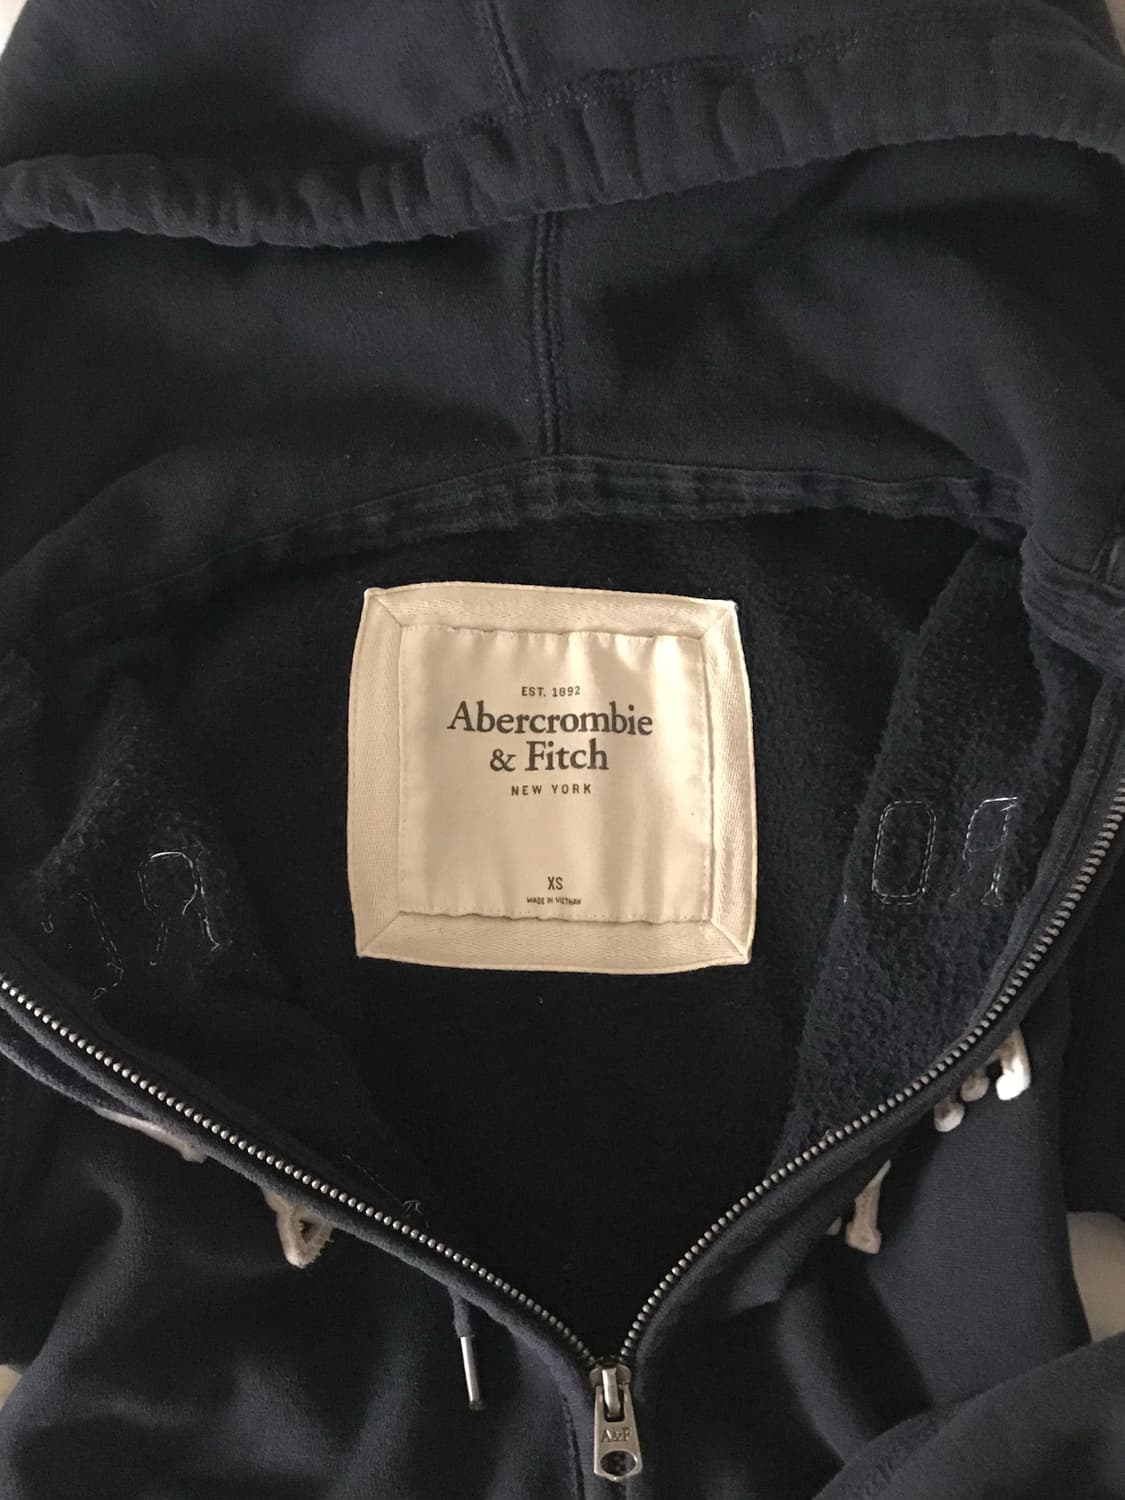 EST. 1892
Abercrombie
& Fitch
NEW YORK
XS
MADE IN VIETNAM
A&F